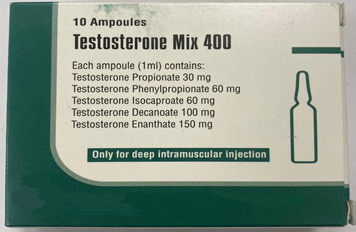 10 Ampoules
Testosterone Mix 400
Each ampoule (1ml) contains:
Testosterone Propionate 30 mg
Testosterone Phenylpropionate 60 mg
Testosterone Isocaproate 60 mg
Testosterone Decanoate 100 mg
Testosterone Enanthate 150 mg
Only for deep intramuscular injection